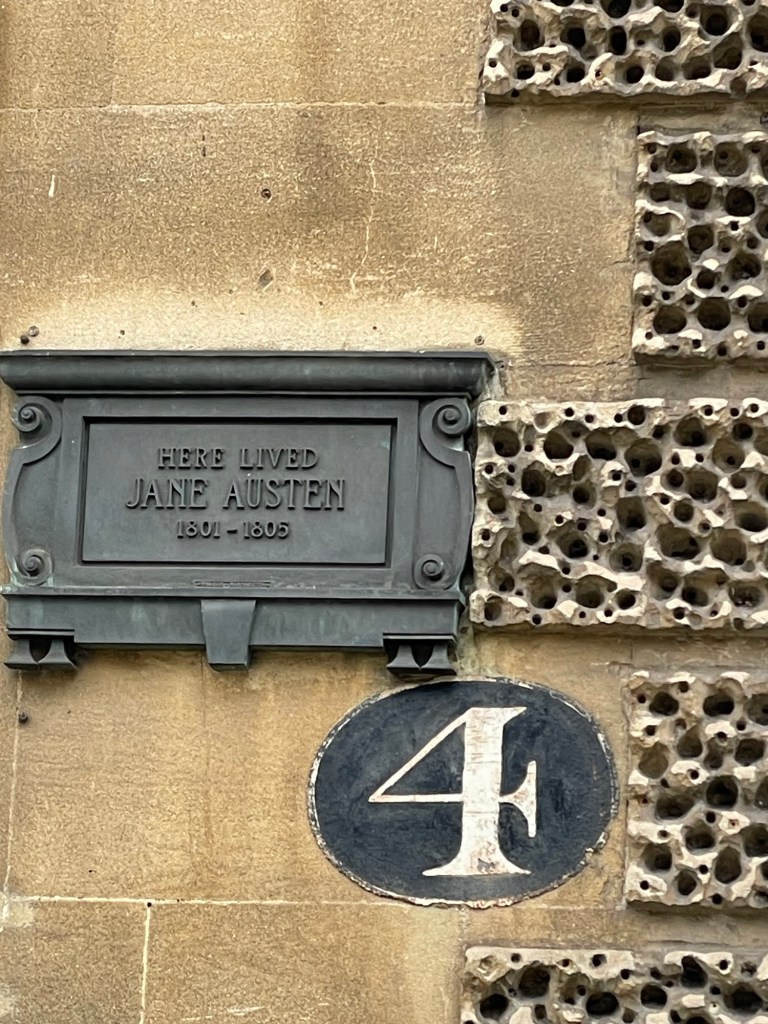 HERE LIVED
JANE AUSTEN
1801 – 1805
4